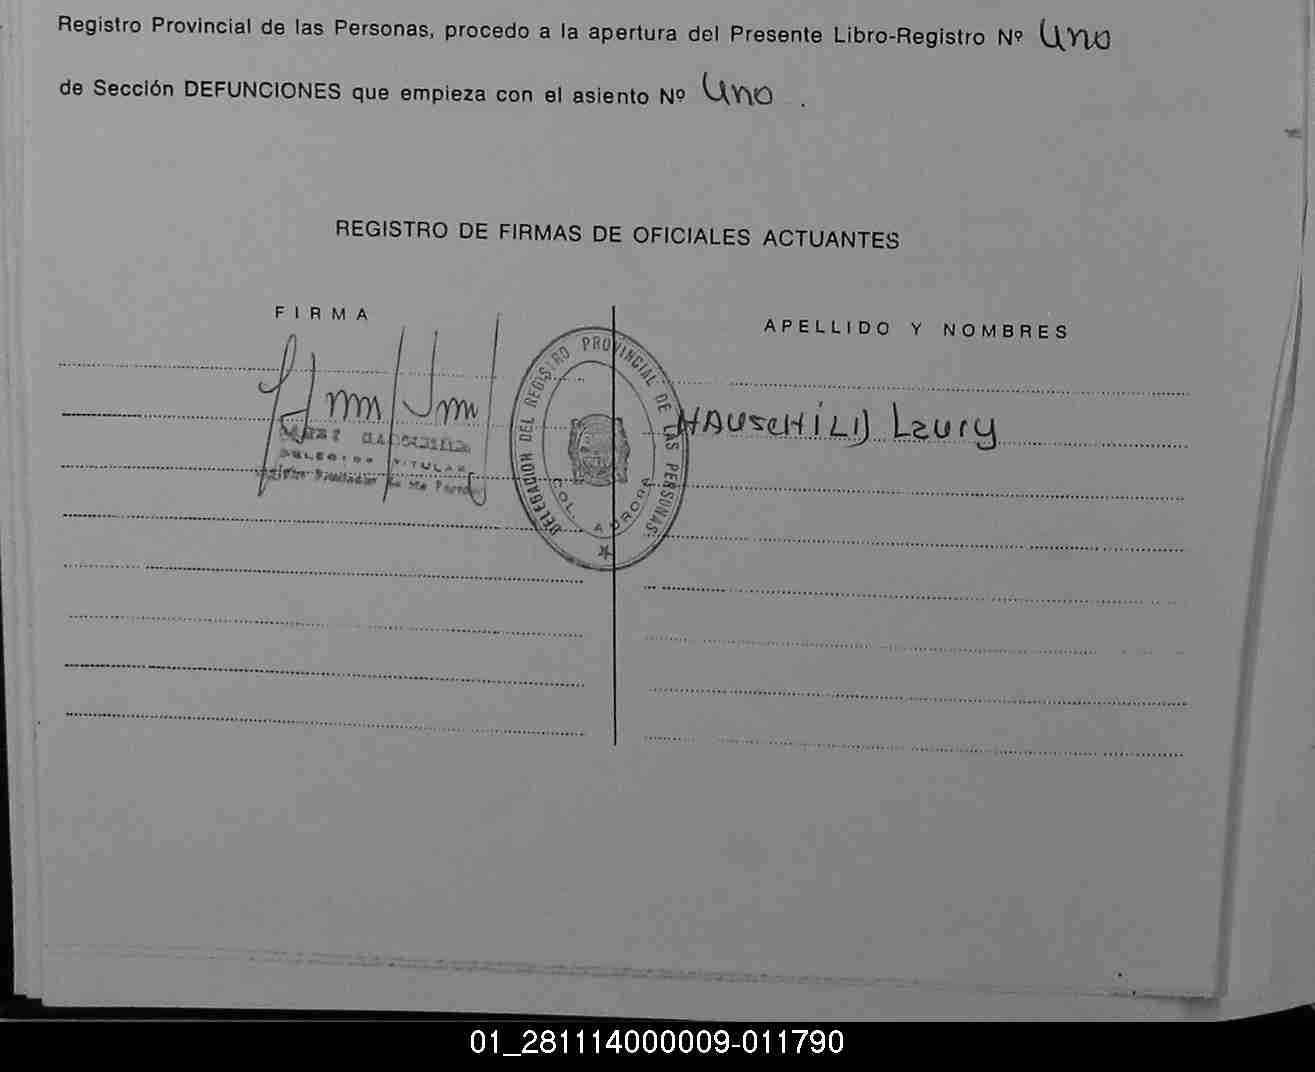 Registro Provincial de las Personas, procedo a la apertura del Presente Libro-Registro Nº Uno
de Sección DEFUNCIONES que empieza con el asiento Nº Uno .
REGISTRO DE FIRMAS DE OFICIALES ACTUANTES
FIRMA
APELLIDO Y NOMBRES
DELEGACION DEL REGISTRO PROVINCIAL DE LAS PERSONAS
COL. AURORA
HAUSCHILD Laury
TITULAR
01_281114000009-011790